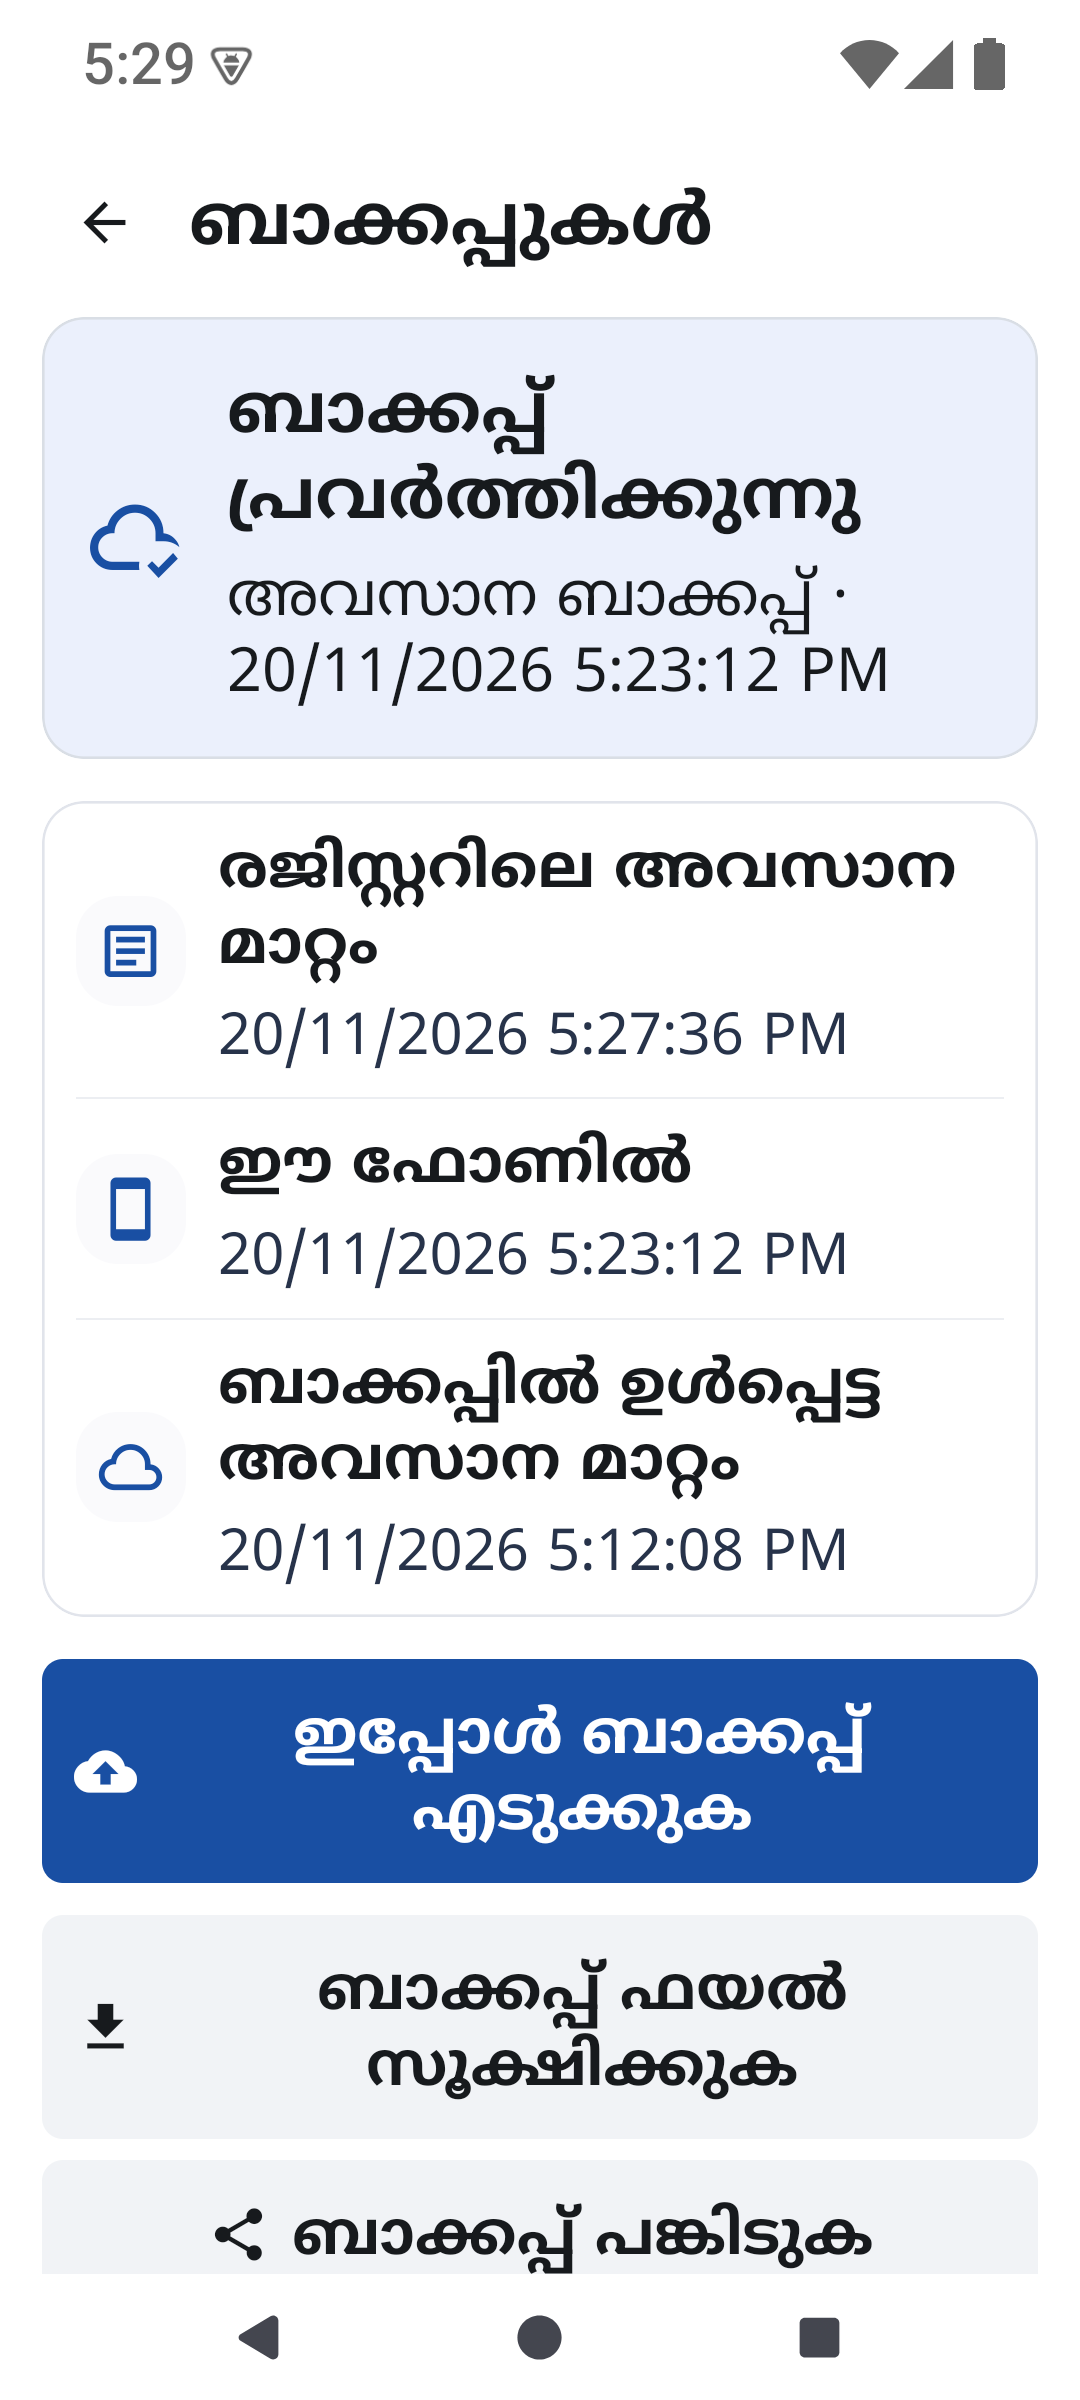 5:29
ബാക്കപ്പുകൾ
ബാക്കപ്പ്
പ്രവർത്തിക്കുന്നു
അവസാന ബാക്കപ്പ് ·
20/11/2026 5:23:12 PM
രജിസ്റ്ററിലെ അവസാന
മാറ്റം
20/11/2026 5:27:36 PM
ഈ ഫോണിൽ
20/11/2026 5:23:12 PM
ബാക്കപ്പിൽ ഉൾപ്പെട്ട
അവസാന മാറ്റം
20/11/2026 5:12:08 PM
ഇപ്പോൾ ബാക്കപ്പ്
എടുക്കുക
ബാക്കപ്പ് ഫയൽ
സൂക്ഷിക്കുക
ബാക്കപ്പ് പങ്കിടുക